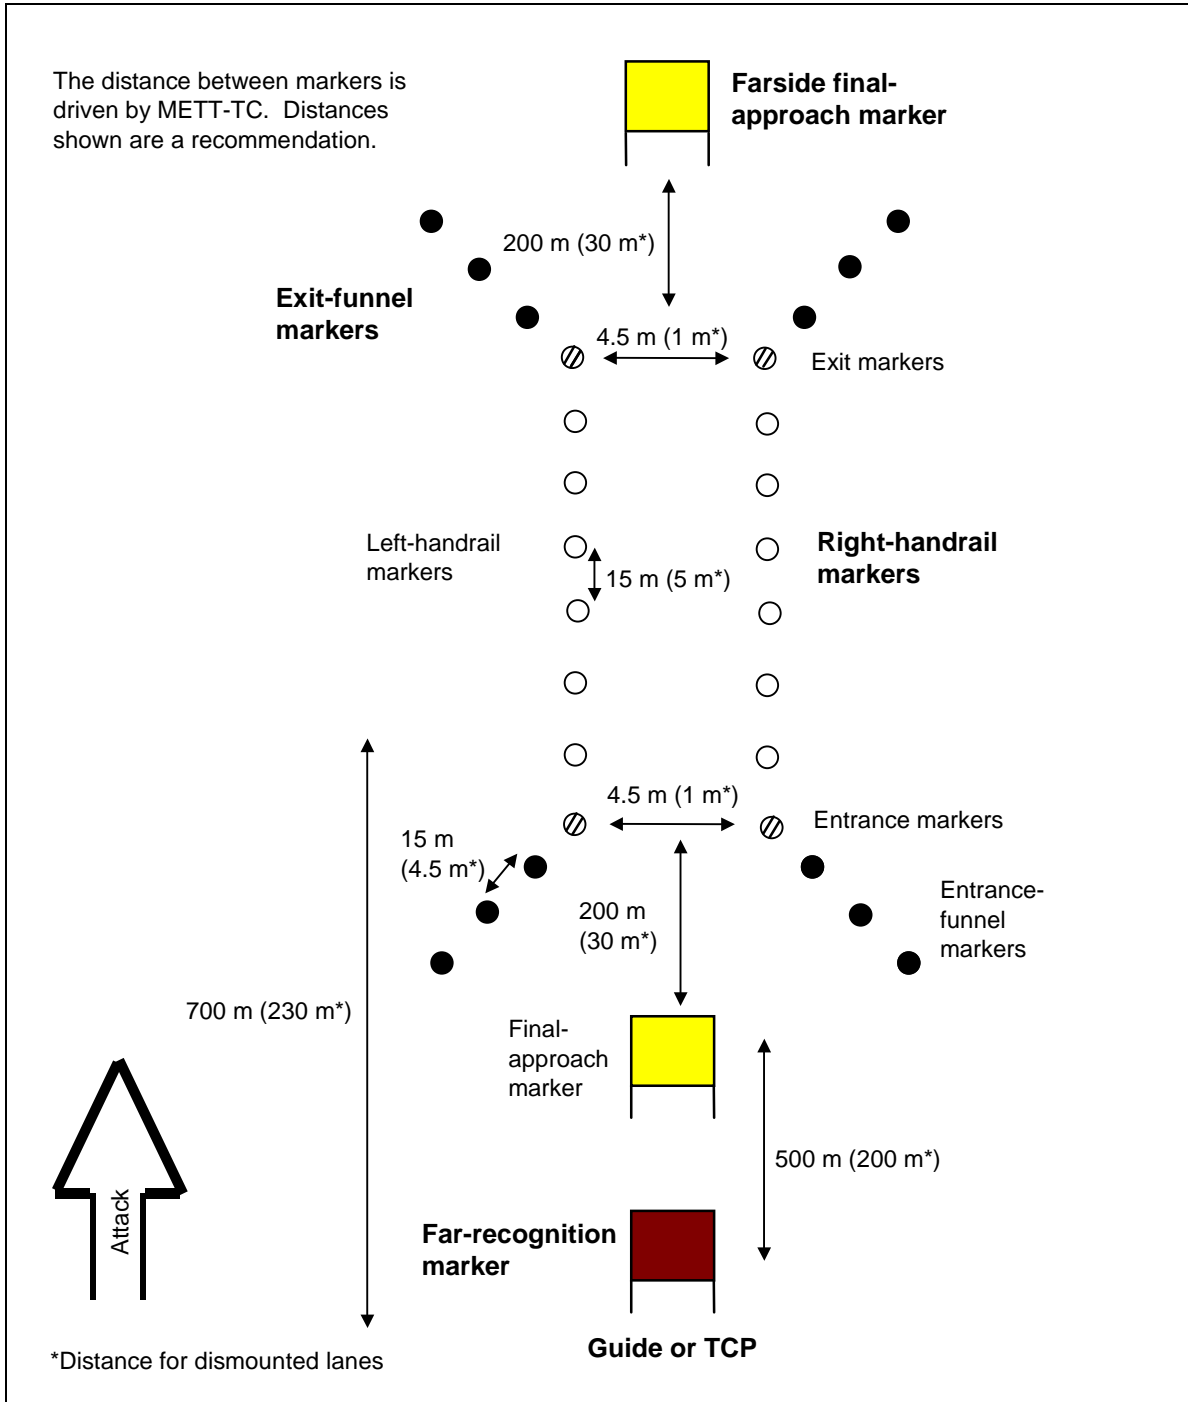 The distance between markers is
driven by METT-TC.  Distances
shown are a recommendation.
Farside final-
approach marker
200 m (30 m*)
Exit-funnel
markers
4.5 m (1 m*)
Exit markers
Left-handrail
markers
Right-handrail
markers
15 m (5 m*)
4.5 m (1 m*)
Entrance markers
15 m
(4.5 m*)
Entrance-
funnel
markers
200 m
(30 m*)
700 m (230 m*)
Final-
approach
marker
500 m (200 m*)
Attack
Far-recognition
marker
Guide or TCP
*Distance for dismounted lanes